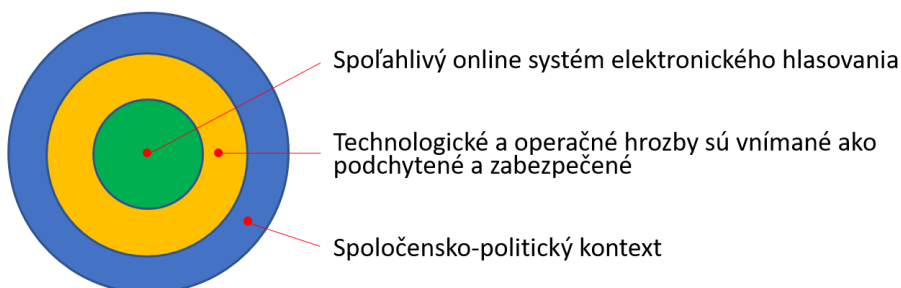 Spoľahlivý online systém elektronického hlasovania
Technologické a operačné hrozby sú vnímané ako
podchytené a zabezpečené
Spoločensko-politický kontext